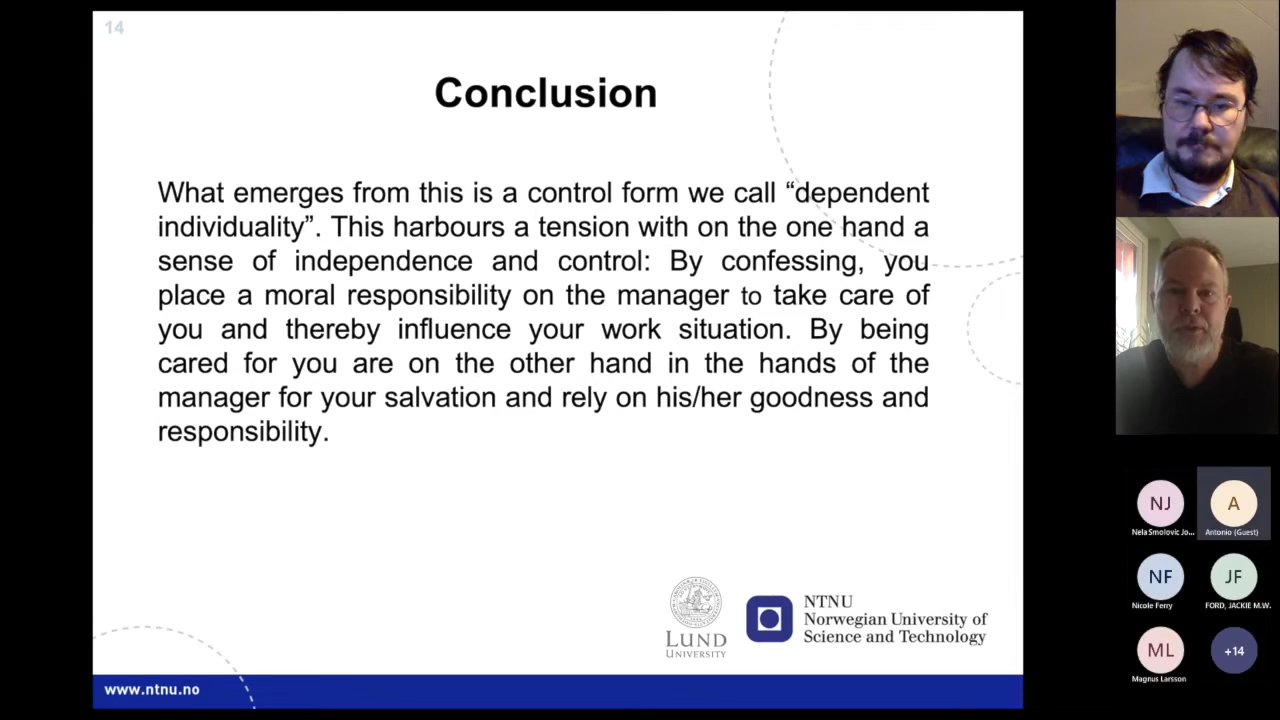 14
Conclusion
What emerges from this is a control form we call “dependent
individuality”. This harbours a tension with on the one hand a
sense of independence and control: By confessing, you
place a moral responsibility on the manager to take care of
you and thereby influence your work situation. By being
cared for you are on the other hand in the hands of the
manager for your salvation and rely on his/her goodness and
responsibility.
LUND
UNIVERSITY
NTNU
Norwegian University of
Science and Technology
www.ntnu.no
NJ
Nela Smolovic Jo...
A
Antonio (Guest)
NF
Nicole Ferry
JF
FORD, JACKIE M.W.
ML
Magnus Larsson
+14